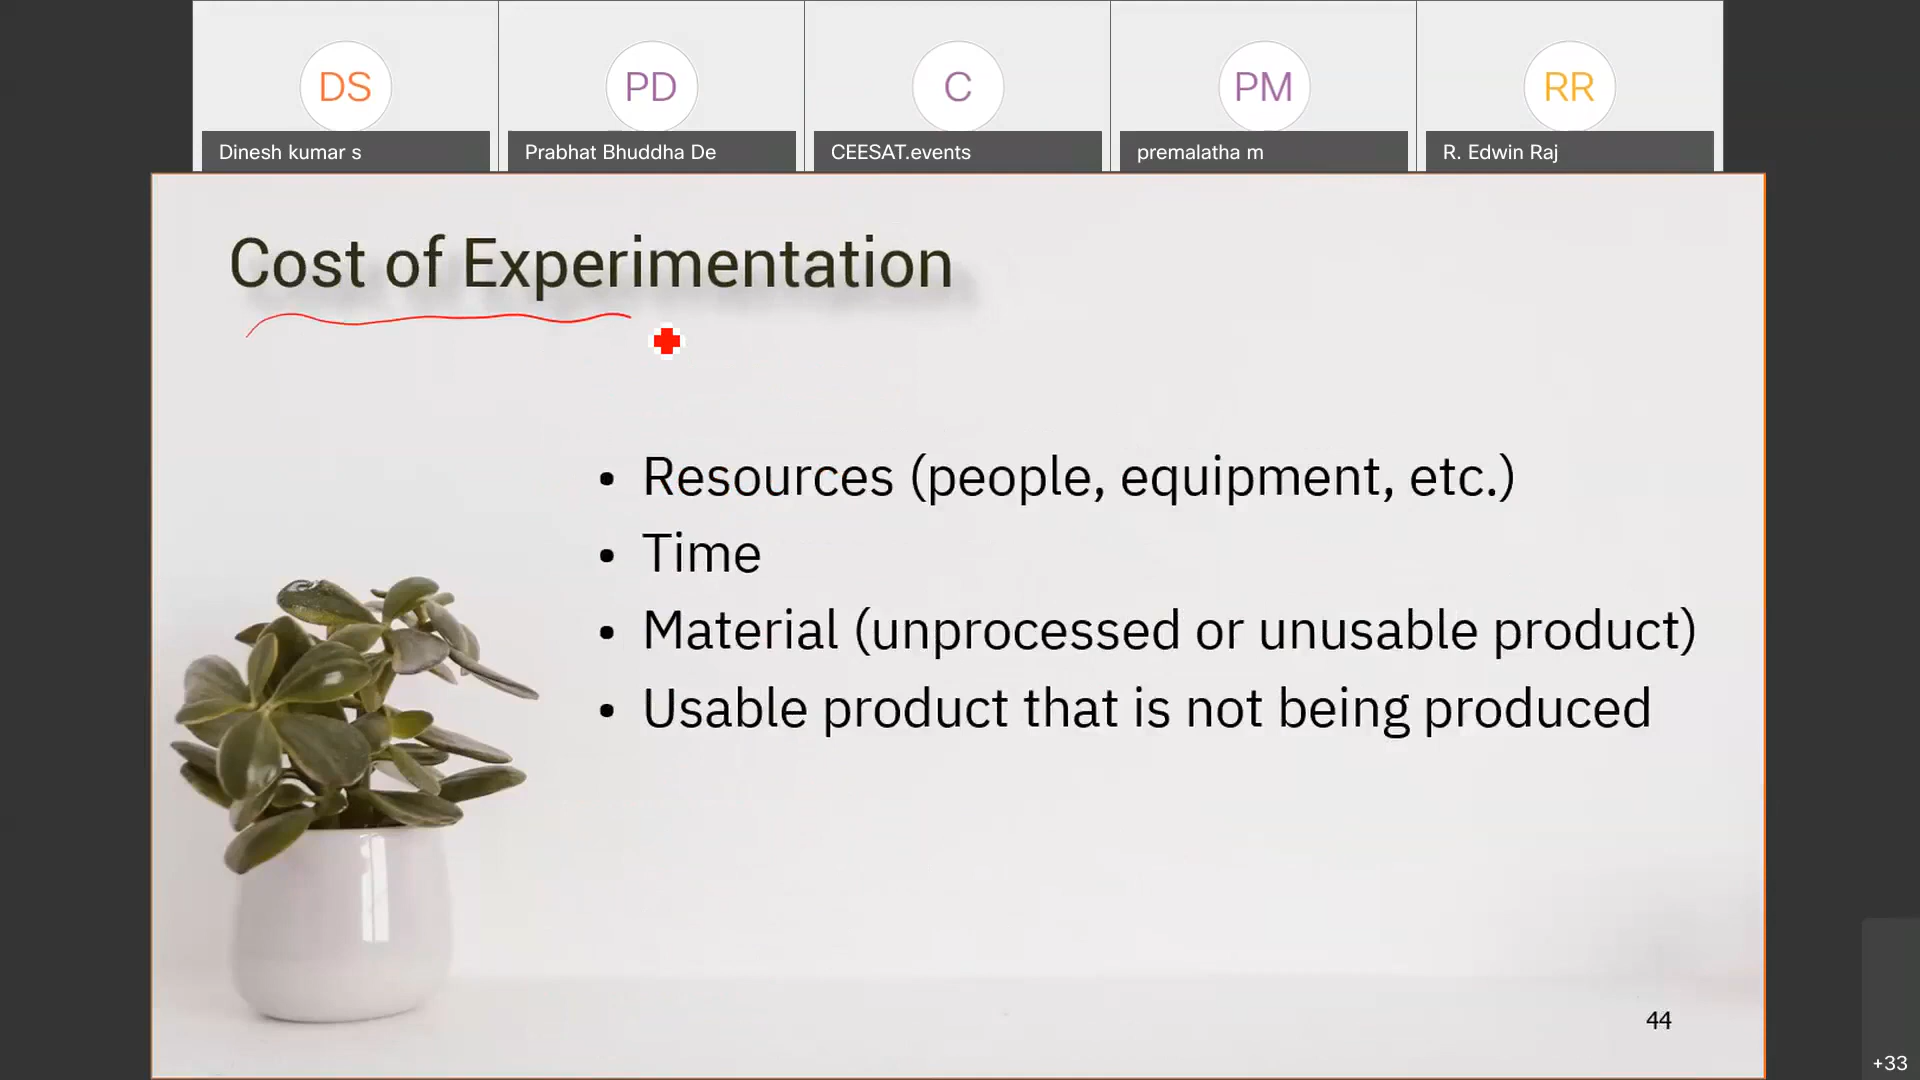 DS
PD
C
PM
RR
Dinesh kumar s
Prabhat Bhuddha De
CEESAT.events
premalatha m
R. Edwin Raj
Cost of Experimentation
• Resources (people, equipment, etc.)
• Time
• Material (unprocessed or unusable product)
• Usable product that is not being produced
44
+33